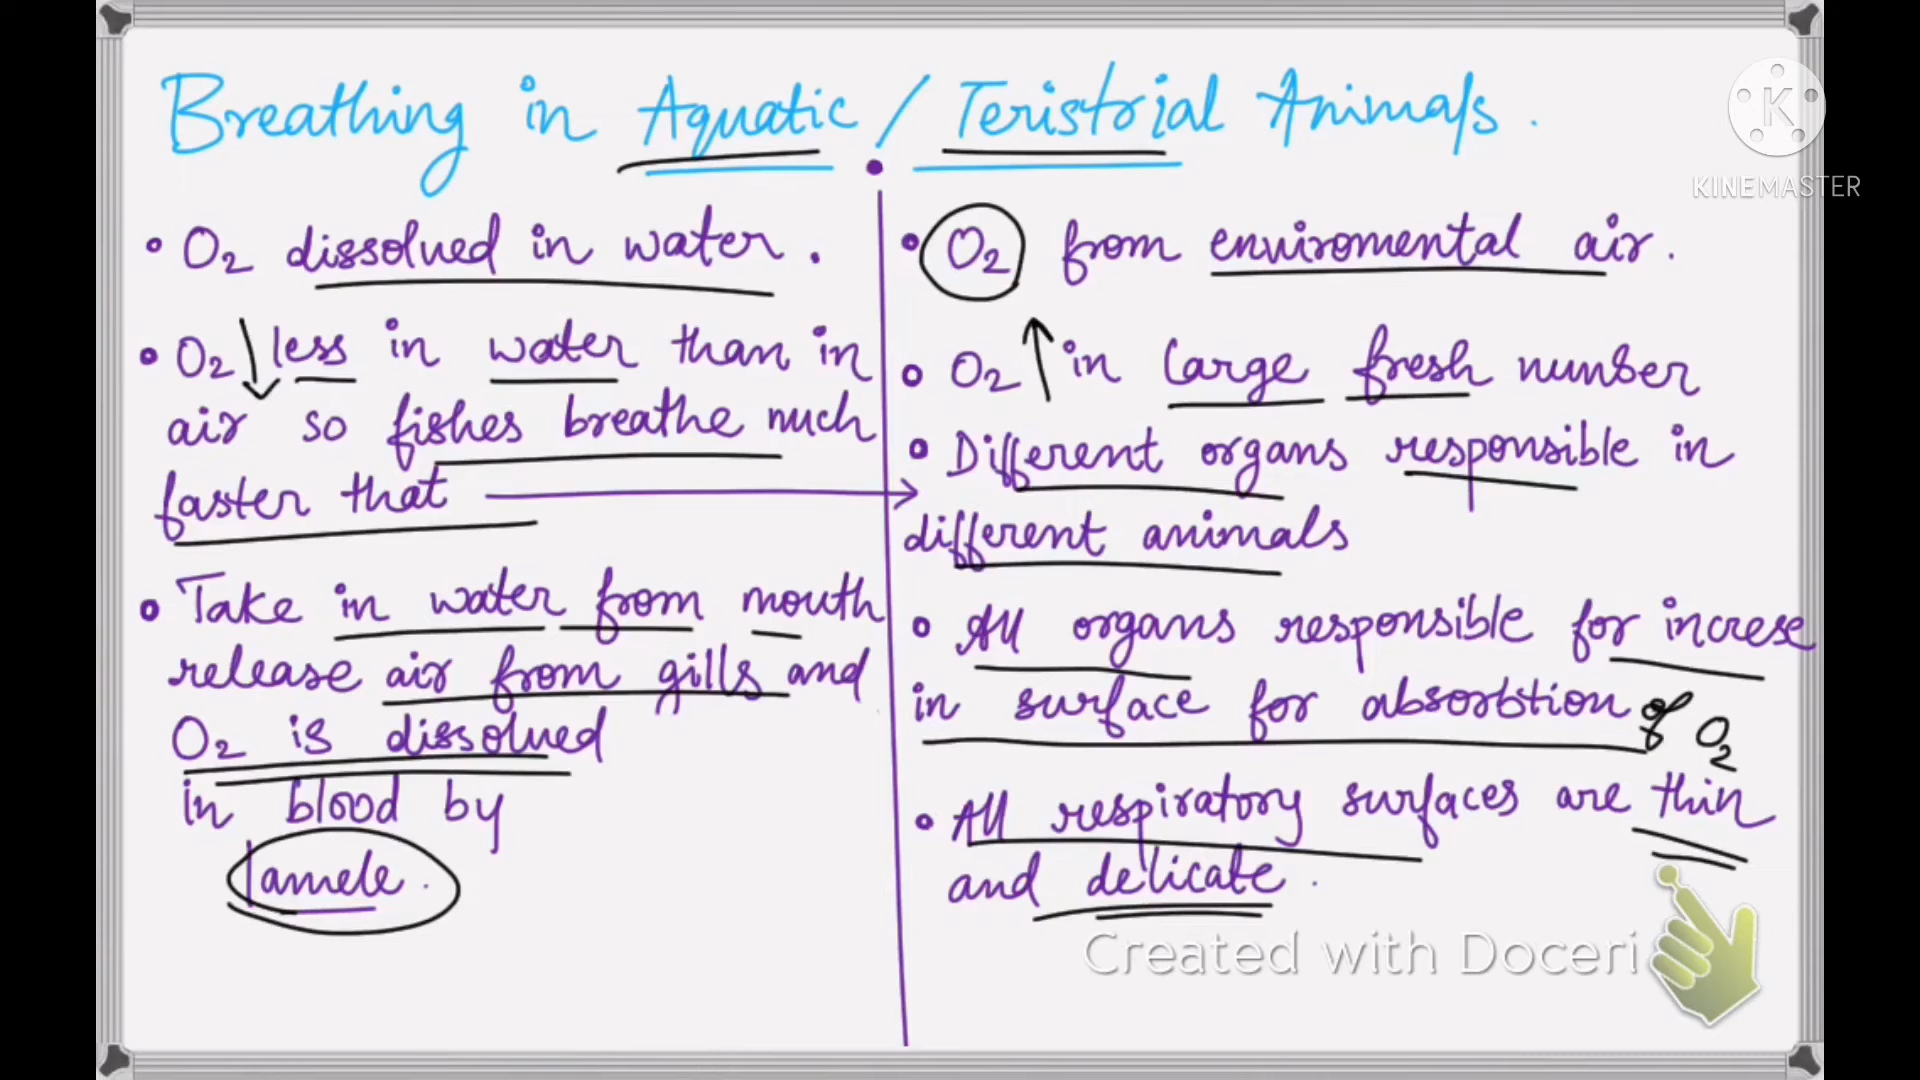 Breathing in Aquatic / Teristrial Animals.
KINEMASTER
• O2 dissolved in water.
• O2 ↓ less in water than in
air so fishes breathe much
faster that →
• Take in water from mouth
release air from gills and
O2 is dissolved
in blood by
lamele.
• O2 from enviromental air.
• O2 ↑ in large fresh number
• Different organs responsible in
different animals
• All organs responsible for increse
in surface for absorbtion of O2
• All respiratory surfaces are thin
and delicate.
Created with Doceri